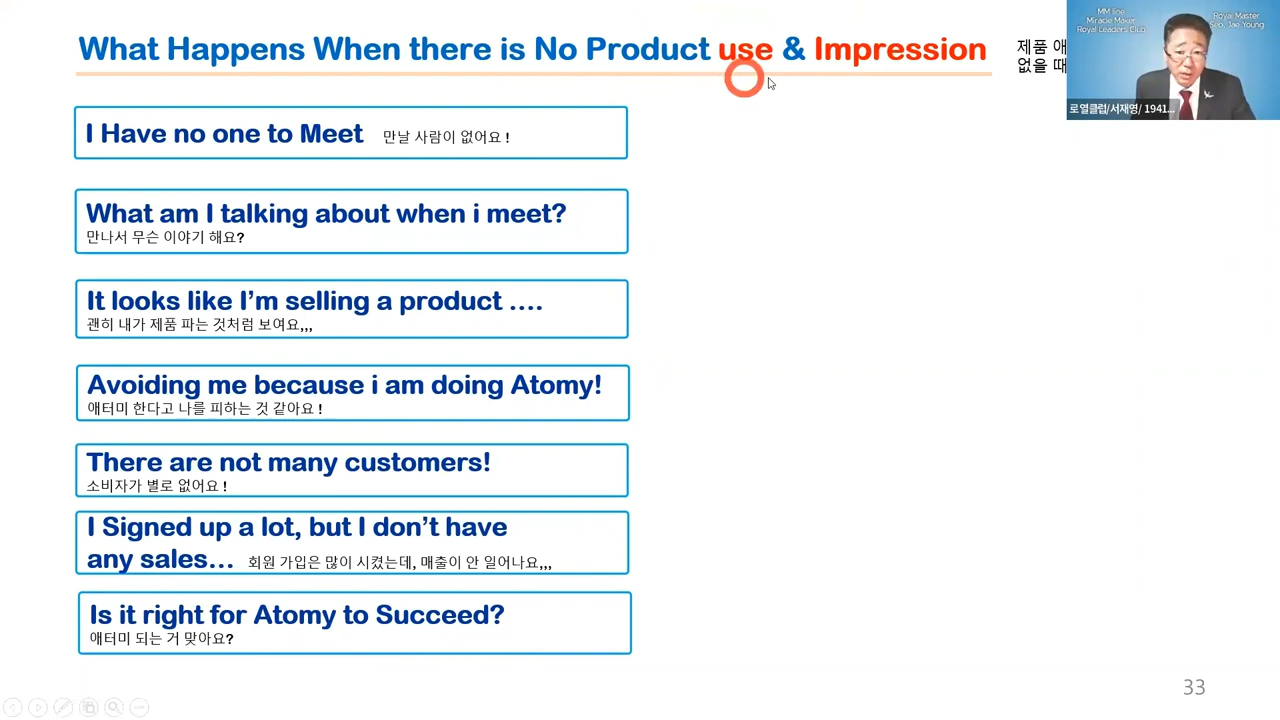 What Happens When there is No Product use & Impression
제품 애
없을 때
MM line
Miracle Maker
Royal Leaders Club
Royal Master
Seo, Jae Young
로열클럽/서재영/ 1941...
I Have no one to Meet 만날 사람이 없어요 !
What am I talking about when i meet?
만나서 무슨 이야기 해요?
It looks like I'm selling a product ....
괜히 내가 제품 파는 것처럼 보여요,,,
Avoiding me because i am doing Atomy!
애터미 한다고 나를 피하는 것 같아요 !
There are not many customers!
소비자가 별로 없어요 !
I Signed up a lot, but I don't have
any sales... 회원 가입은 많이 시켰는데, 매출이 안 일어나요,,,
Is it right for Atomy to Succeed?
애터미 되는 거 맞아요?
33